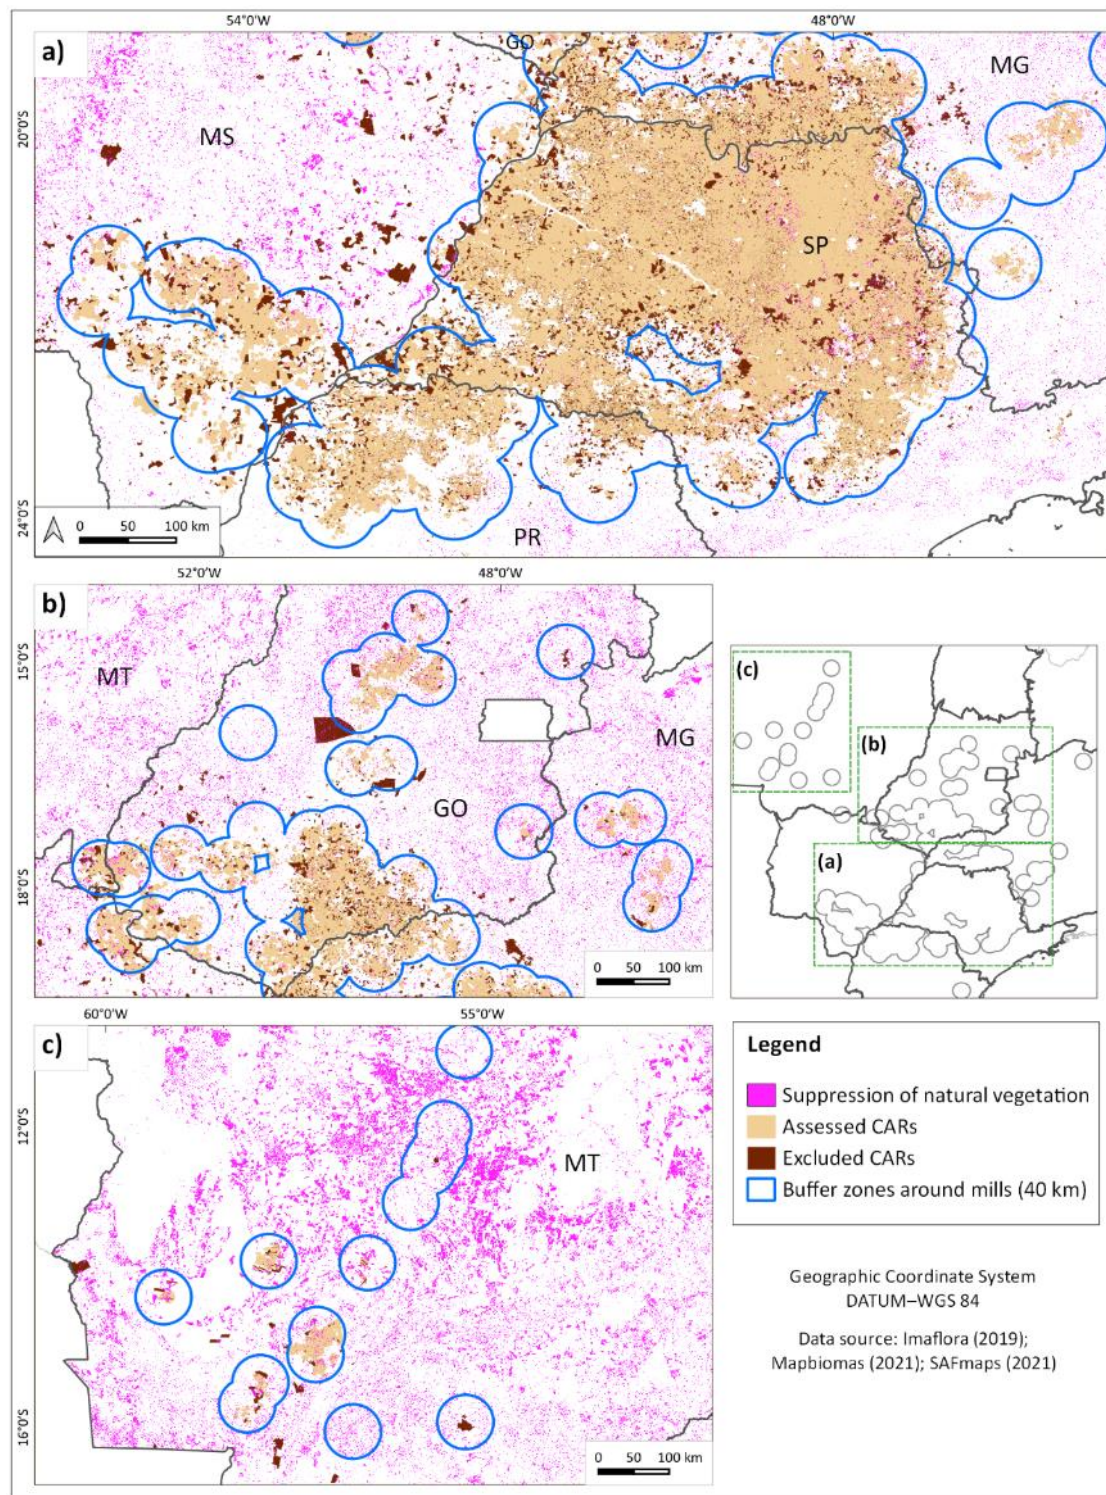 54°0'W
48°0'W
a)
GO
MG
20°0'S
MS
SP
24°0'S
0 50 100 km
PR
52°0'W
48°0'W
b)
15°0'S
MT
MG
GO
18°0'S
0 50 100 km
(c)
(b)
(a)
60°0'W
55°0'W
c)
12°0'S
MT
16°0'S
0 50 100 km
Legend
Suppression of natural vegetation
Assessed CARs
Excluded CARs
Buffer zones around mills (40 km)
Geographic Coordinate System
DATUM–WGS 84
Data source: Imaflora (2019);
Mapbiomas (2021); SAFmaps (2021)